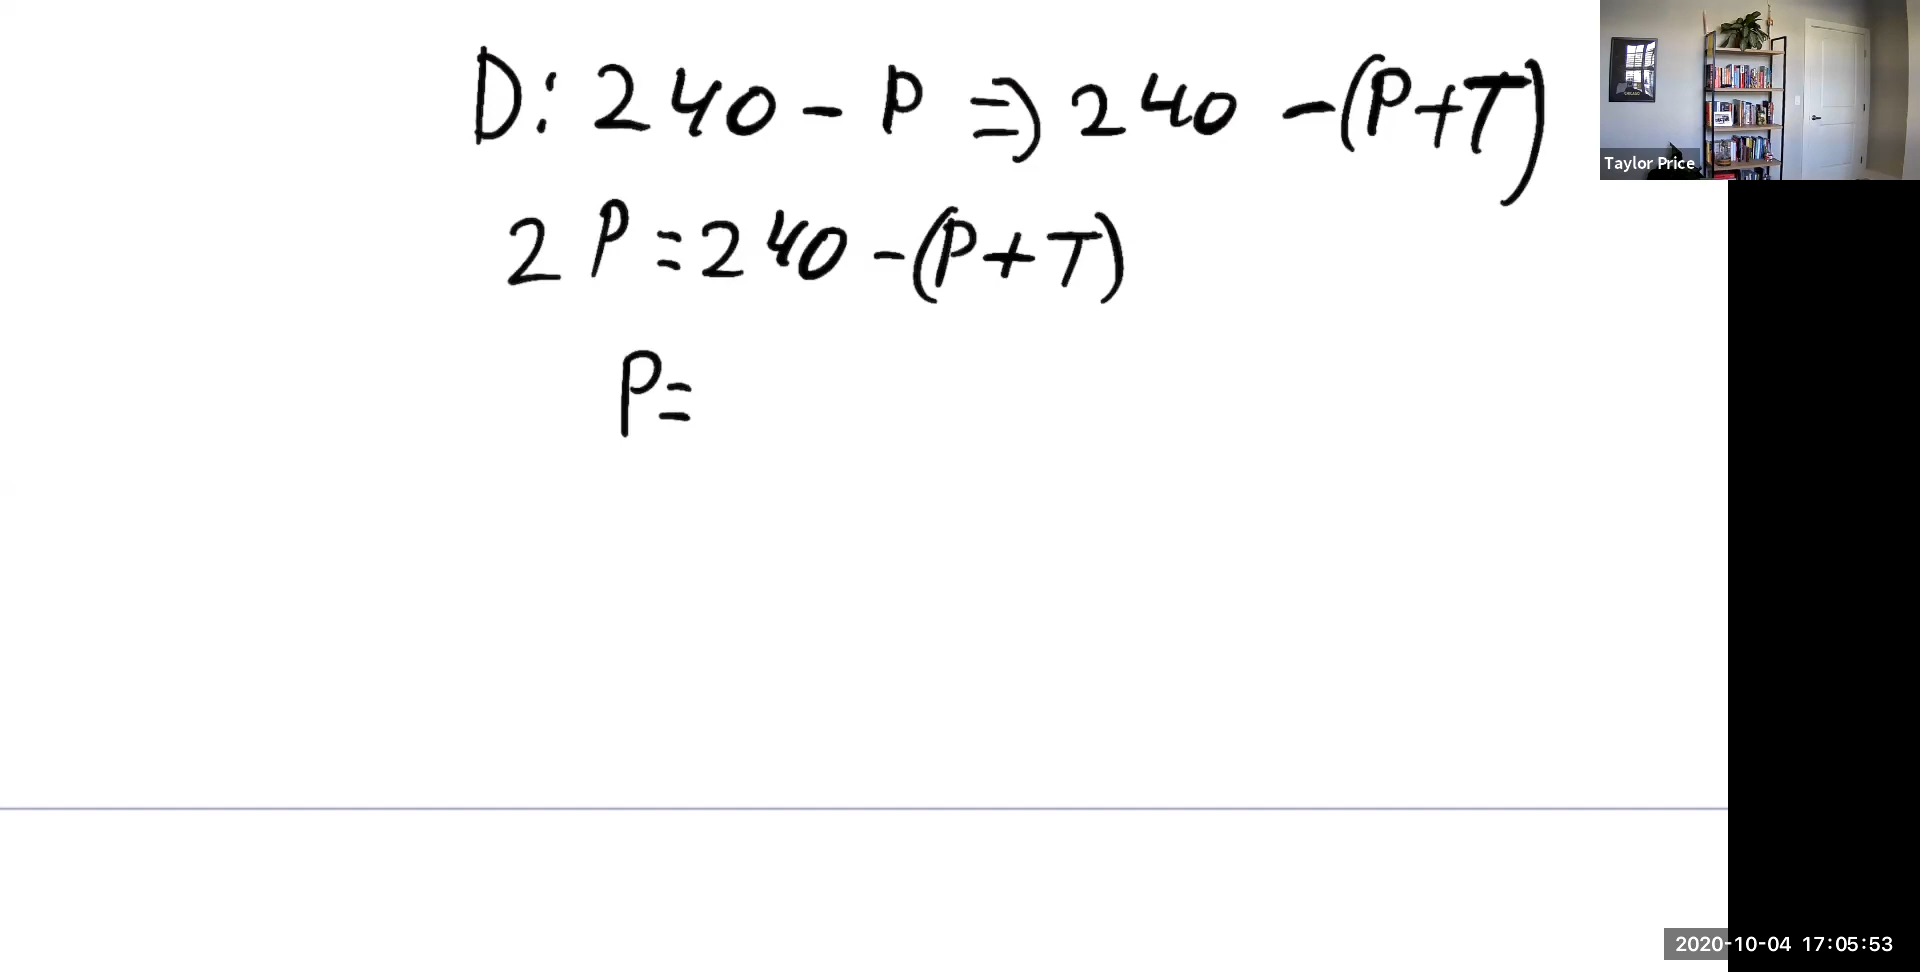 D: 240 - P => 240 -(P+T)
2P = 240 -(P+T)
P=
Taylor Price
2020-10-04 17:05:53